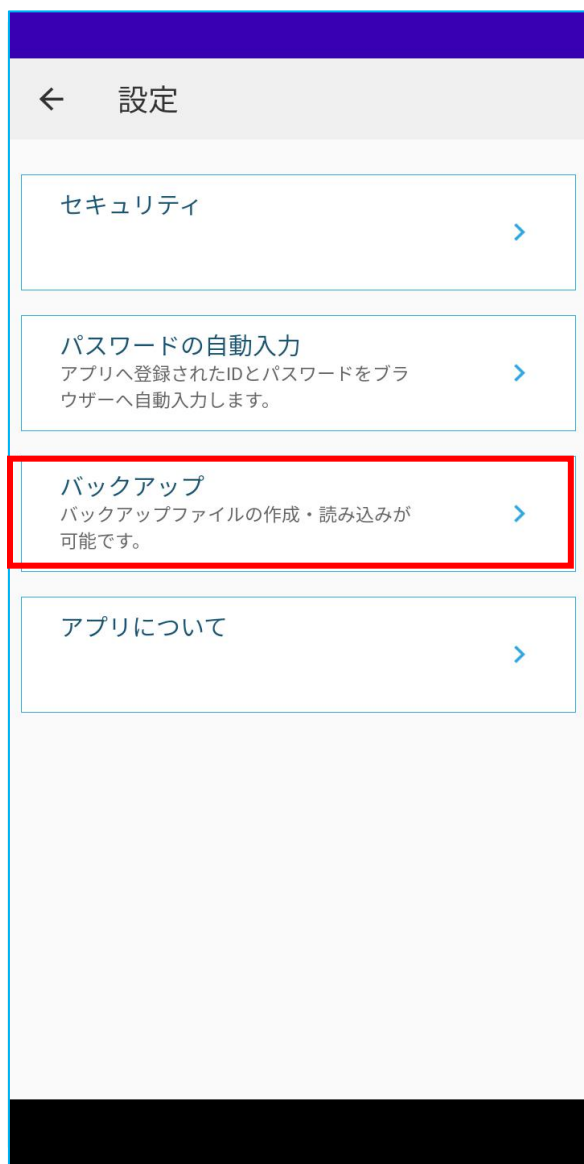 設定
セキュリティ
パスワードの自動入力
アプリへ登録されたIDとパスワードをブラ
ウザーへ自動入力します。
バックアップ
バックアップファイルの作成・読み込みが
可能です。
アプリについて